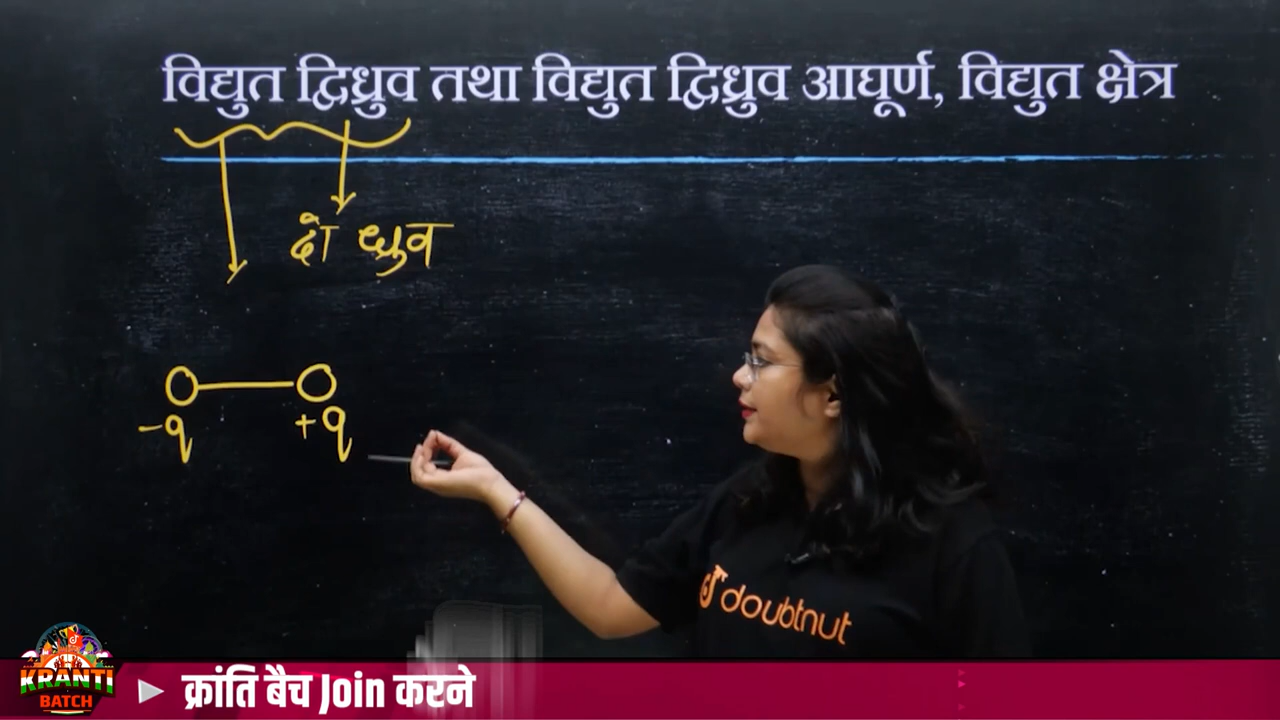 विद्युत द्विध्रुव तथा विद्युत द्विध्रुव आघूर्ण, विद्युत क्षेत्र
दो ध्रुव
-q +q
doubtnut
KRANTI
BATCH
क्रांति बैच Join करने